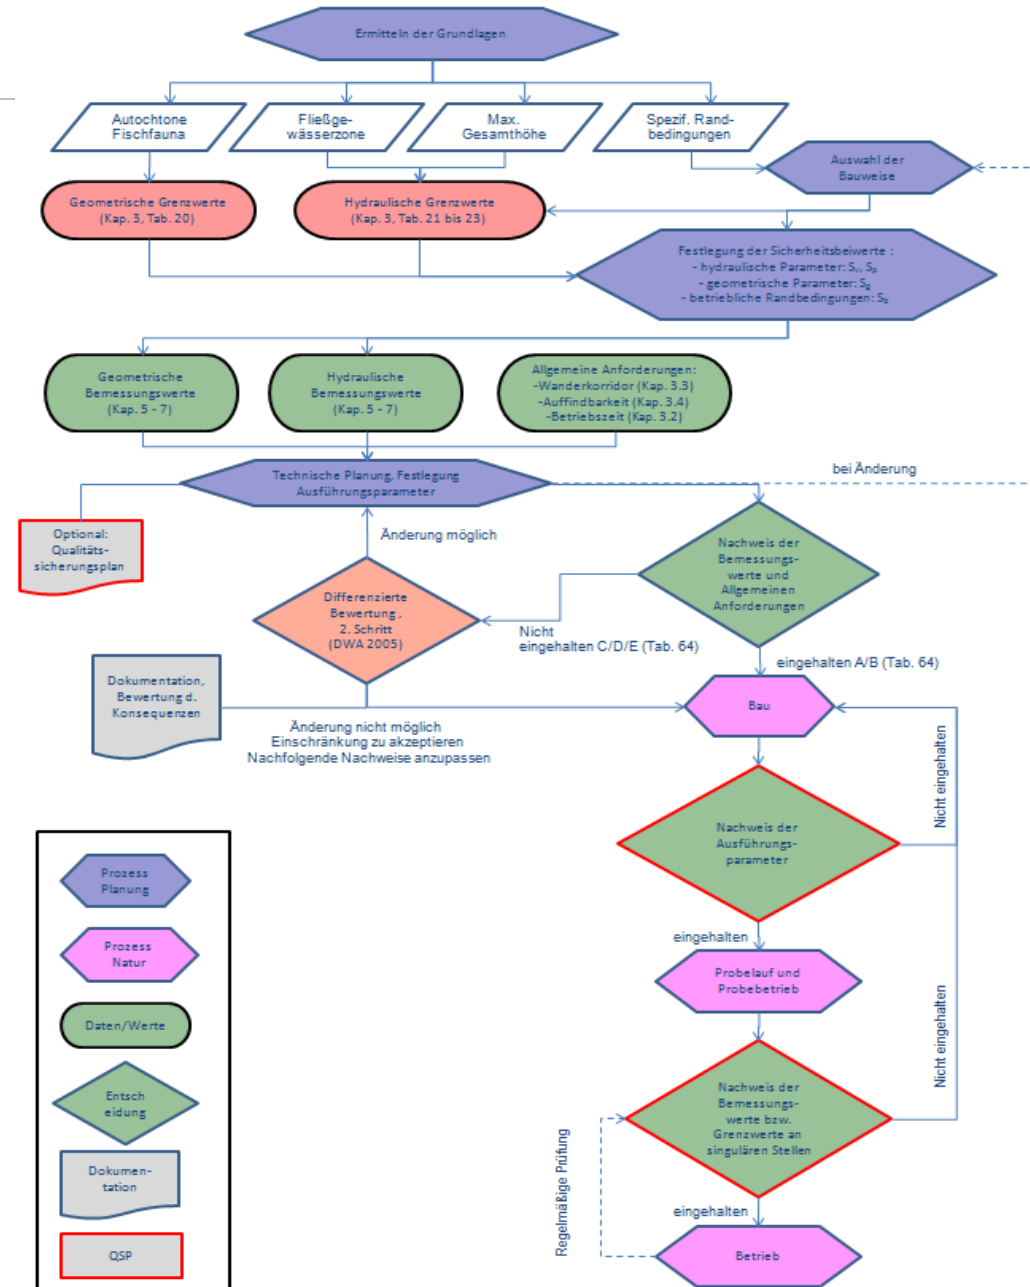 Ermitteln der Grundlagen
Autochtone
Fischfauna
Fließge-
wässerzone
Max.
Gesamthöhe
Spezif. Rand-
bedingungen
Auswahl der
Bauweise
Geometrische Grenzwerte
(Kap. 3, Tab. 20)
Hydraulische Grenzwerte
(Kap. 3, Tab. 21 bis 23)
Festlegung der Sicherheitsbeiwerte :
- hydraulische Parameter: Sᵥ, Sₚ
- geometrische Parameter: S
- betriebliche Randbedingungen: S
Geometrische
Bemessungswerte
(Kap. 5 - 7)
Hydraulische
Bemessungswerte
(Kap. 5 - 7)
Allgemeine Anforderungen:
-Wanderkorridor (Kap. 3.3)
-Auffindbarkeit (Kap. 3.4)
-Betriebszeit (Kap. 3.2)
Technische Planung, Festlegung
Ausführungsparameter
bei Änderung
Optional:
Qualitäts-
sicherungsplan
Änderung möglich
Nachweis der
Bemessungs-
werte und
Allgemeinen
Anforderungen
Differenzierte
Bewertung ,
2. Schritt
(DWA 2005)
Nicht
eingehalten C/D/E (Tab. 64)
eingehalten A/B (Tab. 64)
Dokumentation,
Bewertung d.
Konsequenzen
Bau
Änderung nicht möglich
Einschränkung zu akzeptieren
Nachfolgende Nachweise anzupassen
Nicht eingehalten
Nachweis der
Ausführungs-
parameter
eingehalten
Probelauf und
Probebetrieb
Nicht eingehalten
Nachweis der
Bemessungs-
werte bzw.
Grenzwerte an
singulären Stellen
Regelmäßige Prüfung
eingehalten
Betrieb
Prozess
Planung
Prozess
Natur
Daten/Werte
Entsch
eidung
Dokumen-
tation
QSP